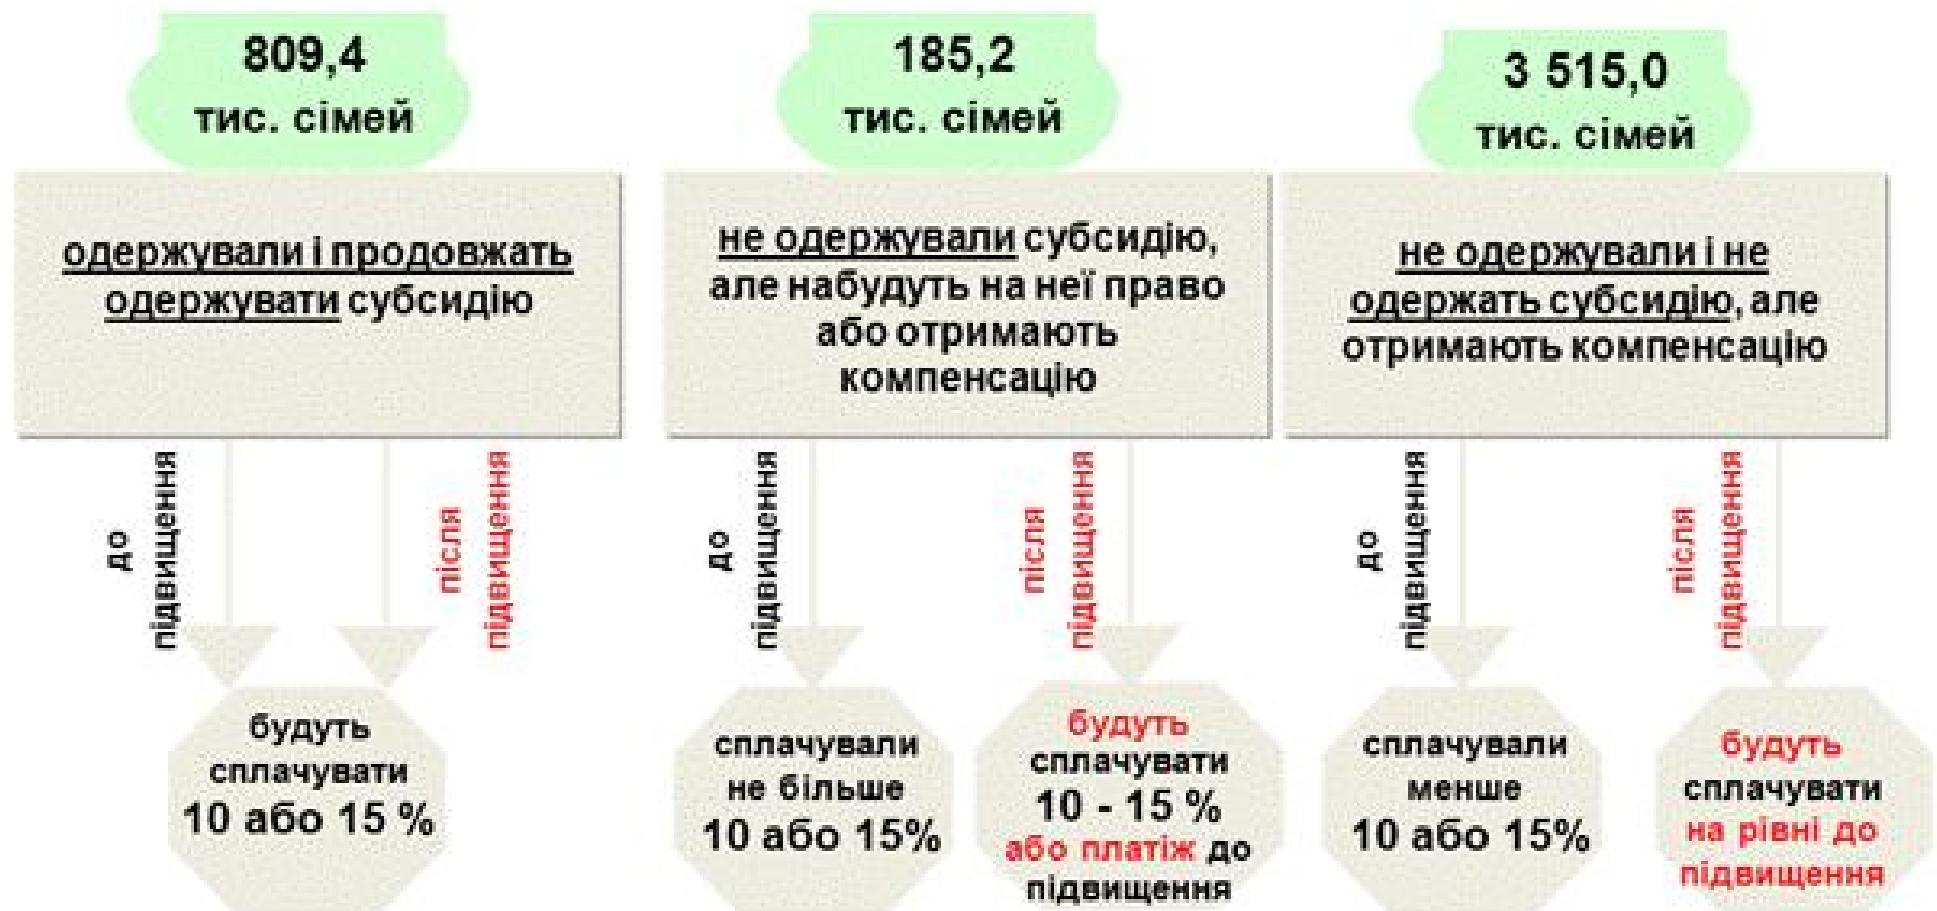 809,4
тис. сімей
одержували і продовжать
одержувати субсидію
до
підвищення
після
підвищення
будуть
сплачувати
10 або 15 %
185,2
тис. сімей
не одержували субсидію,
але набудуть на неї право
або отримають
компенсацію
до
підвищення
після
підвищення
сплачували
не більше
10 або 15%
будуть
сплачувати
10 - 15 %
або платіж до
підвищення
3 515,0
тис. сімей
не одержували і не
одержать субсидію, але
отримають компенсацію
до
підвищення
після
підвищення
сплачували
менше
10 або 15%
будуть
сплачувати
на рівні до
підвищення